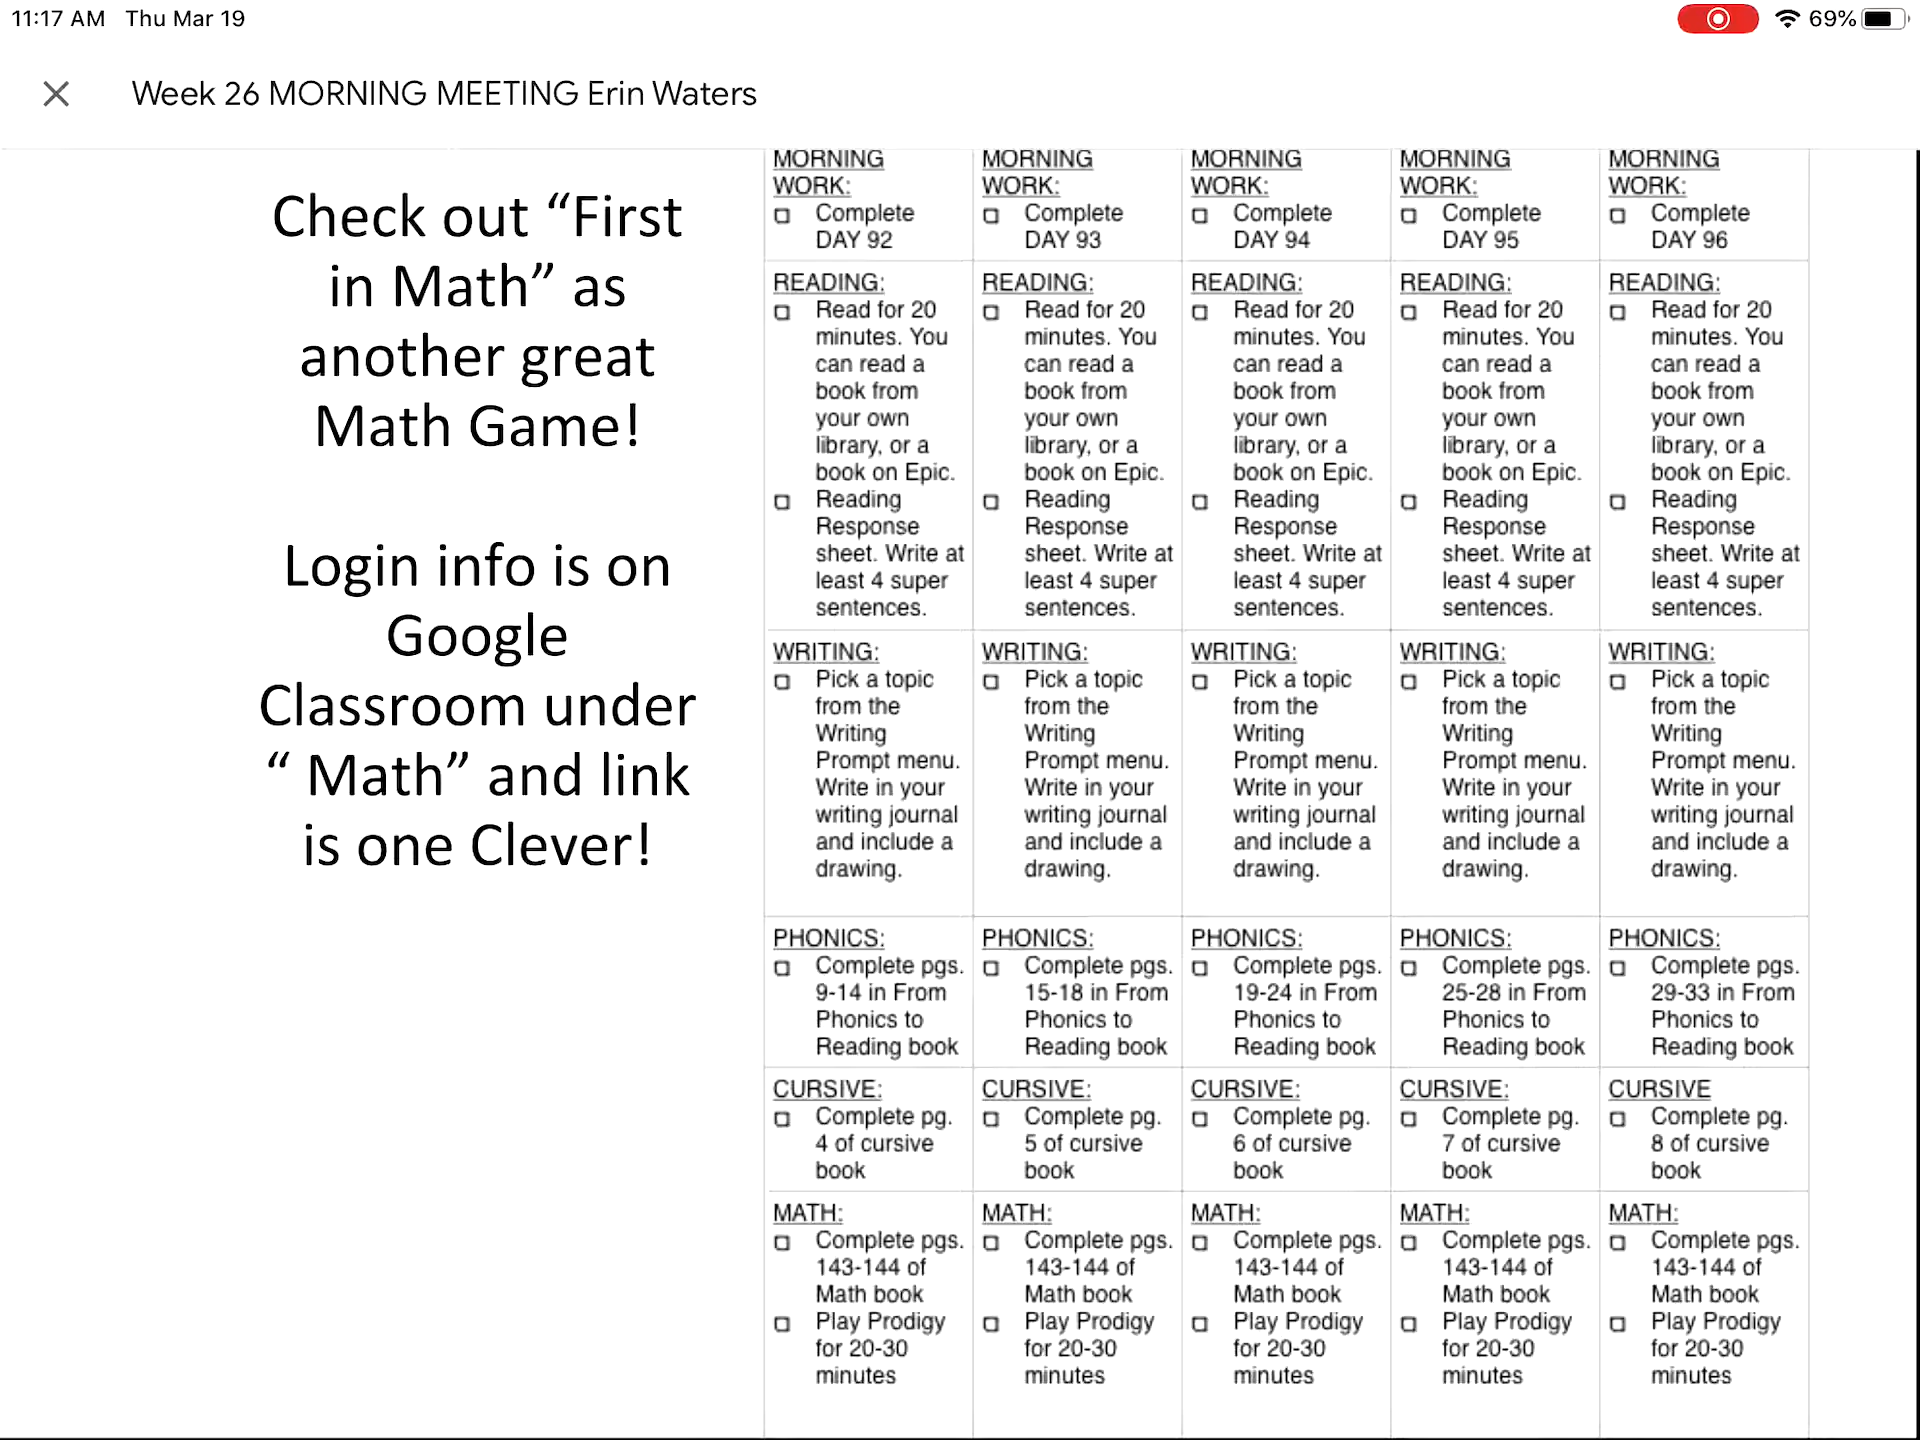 11:17 AM Thu Mar 19
69%
Week 26 MORNING MEETING Erin Waters
Check out “First
in Math” as
another great
Math Game!
Login info is on
Google
Classroom under
“ Math” and link
is one Clever!
MORNING MORNING MORNING MORNING MORNING
WORK: WORK: WORK: WORK: WORK:
Complete Complete Complete Complete Complete
DAY 92 DAY 93 DAY 94 DAY 95 DAY 96
READING: READING: READING: READING: READING:
Read for 20 Read for 20 Read for 20 Read for 20 Read for 20
minutes. You minutes. You minutes. You minutes. You minutes. You
can read a can read a can read a can read a can read a
book from book from book from book from book from
your own your own your own your own your own
library, or a library, or a library, or a library, or a library, or a
book on Epic. book on Epic. book on Epic. book on Epic. book on Epic.
Reading Reading Reading Reading Reading
Response Response Response Response Response
sheet. Write at sheet. Write at sheet. Write at sheet. Write at sheet. Write at
least 4 super least 4 super least 4 super least 4 super least 4 super
sentences. sentences. sentences. sentences. sentences.
WRITING: WRITING: WRITING: WRITING: WRITING:
Pick a topic Pick a topic Pick a topic Pick a topic Pick a topic
from the from the from the from the from the
Writing Writing Writing Writing Writing
Prompt menu. Prompt menu. Prompt menu. Prompt menu. Prompt menu.
Write in your Write in your Write in your Write in your Write in your
writing journal writing journal writing journal writing journal writing journal
and include a and include a and include a and include a and include a
drawing. drawing. drawing. drawing. drawing.
PHONICS: PHONICS: PHONICS: PHONICS: PHONICS:
Complete pgs. Complete pgs. Complete pgs. Complete pgs. Complete pgs.
9-14 in From 15-18 in From 19-24 in From 25-28 in From 29-33 in From
Phonics to Phonics to Phonics to Phonics to Phonics to
Reading book Reading book Reading book Reading book Reading book
CURSIVE: CURSIVE: CURSIVE: CURSIVE: CURSIVE
Complete pg. Complete pg. Complete pg. Complete pg. Complete pg.
4 of cursive 5 of cursive 6 of cursive 7 of cursive 8 of cursive
book book book book book
MATH: MATH: MATH: MATH: MATH:
Complete pgs. Complete pgs. Complete pgs. Complete pgs. Complete pgs.
143-144 of 143-144 of 143-144 of 143-144 of 143-144 of
Math book Math book Math book Math book Math book
Play Prodigy Play Prodigy Play Prodigy Play Prodigy Play Prodigy
for 20-30 for 20-30 for 20-30 for 20-30 for 20-30
minutes minutes minutes minutes minutes